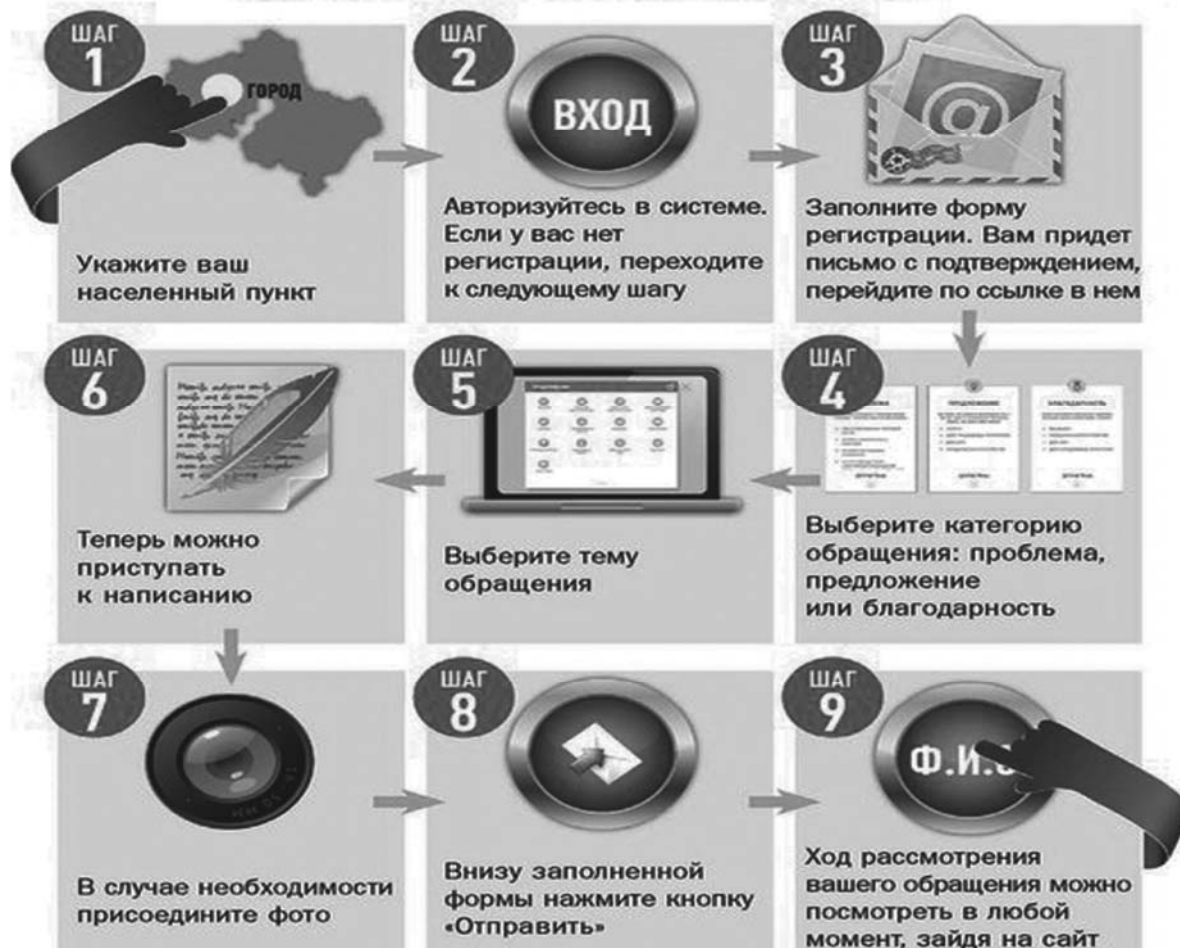 ШАГ
1
ГОРОД
Укажите ваш
населенный пункт
ШАГ
2
ВХОД
Авторизуйтесь в системе.
Если у вас нет
регистрации, переходите
к следующему шагу
ШАГ
3
@
Заполните форму
регистрации. Вам придет
письмо с подтверждением,
перейдите по ссылке в нем
ШАГ
4
ПРЕДЛОЖЕНИЕ
БЛАГОДАРНОСТЬ
Выберите категорию
обращения: проблема,
предложение
или благодарность
ШАГ
5
Выберите тему
обращения
ШАГ
6
Теперь можно
приступать
к написанию
ШАГ
7
В случае необходимости
присоедините фото
ШАГ
8
Внизу заполненной
формы нажмите кнопку
«Отправить»
ШАГ
9
Ф.И.
Ход рассмотрения
вашего обращения можно
посмотреть в любой
момент, зайдя на сайт